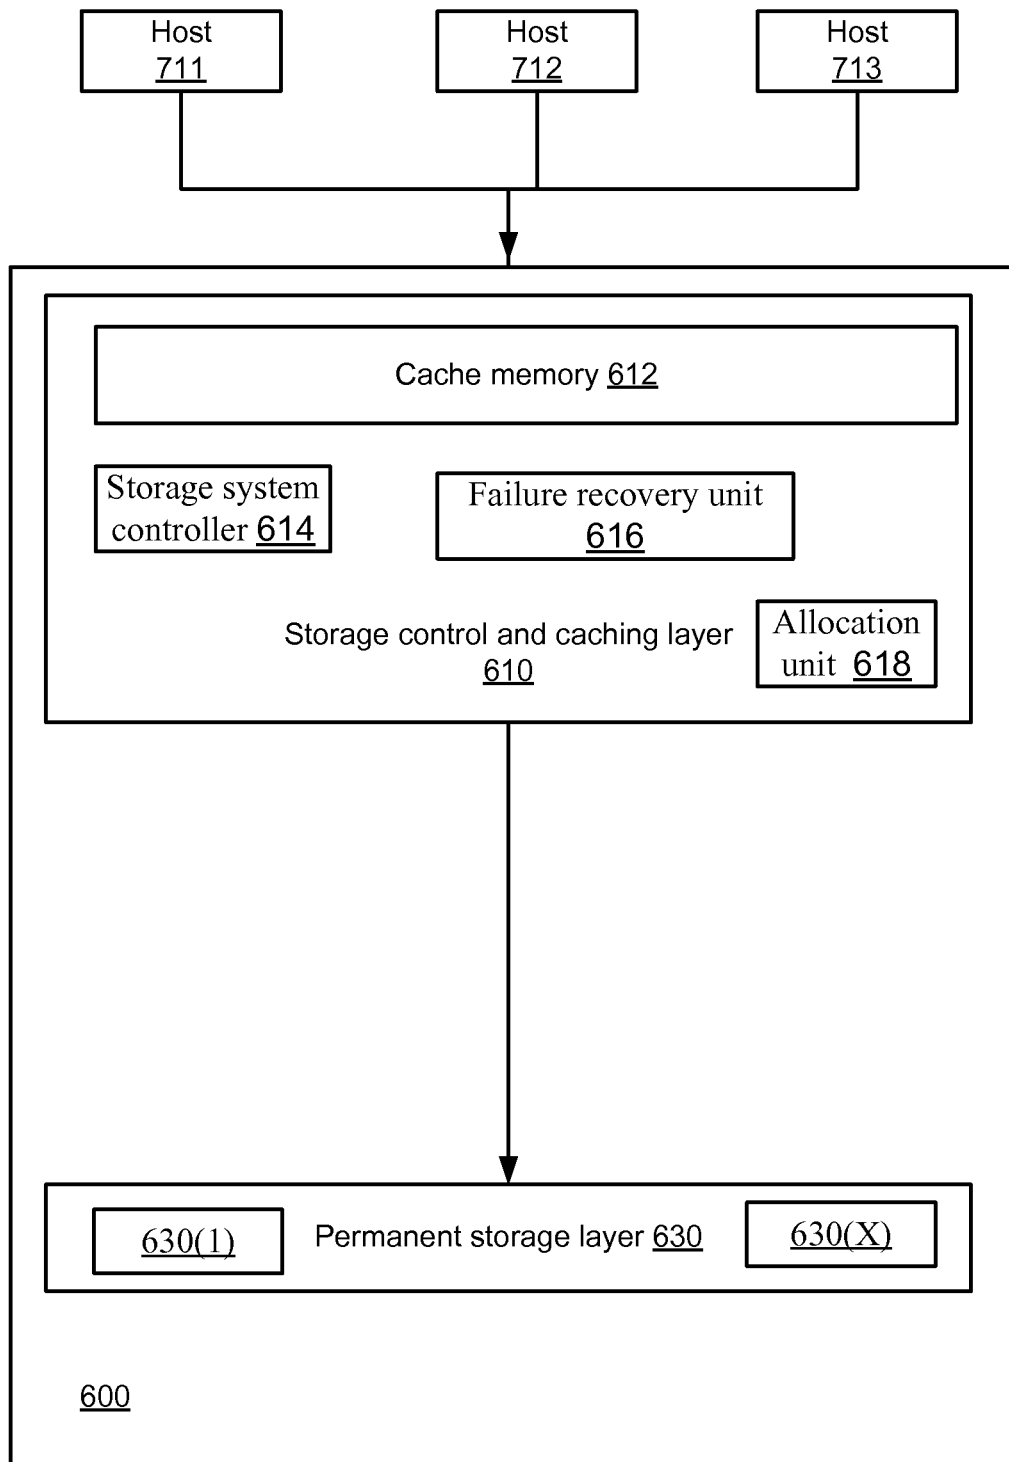 Host
711
Host
712
Host
713
Cache memory 612
Storage system
controller 614
Failure recovery unit
616
Storage control and caching layer
610
Allocation
unit 618
630(1)
Permanent storage layer 630
630(X)
600